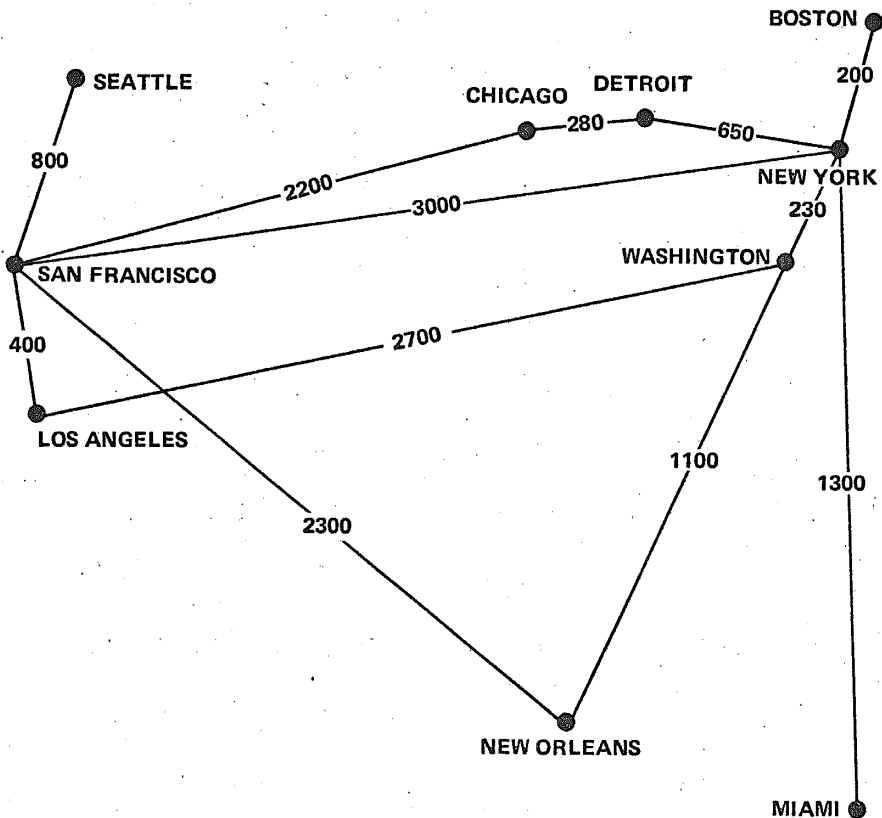 BOSTON
SEATTLE
200
DETROIT
CHICAGO
280
650
800
NEW YORK
2200
3000
230
WASHINGTON
SAN FRANCISCO
400
2700
LOS ANGELES
1100
1300
2300
NEW ORLEANS
MIAMI